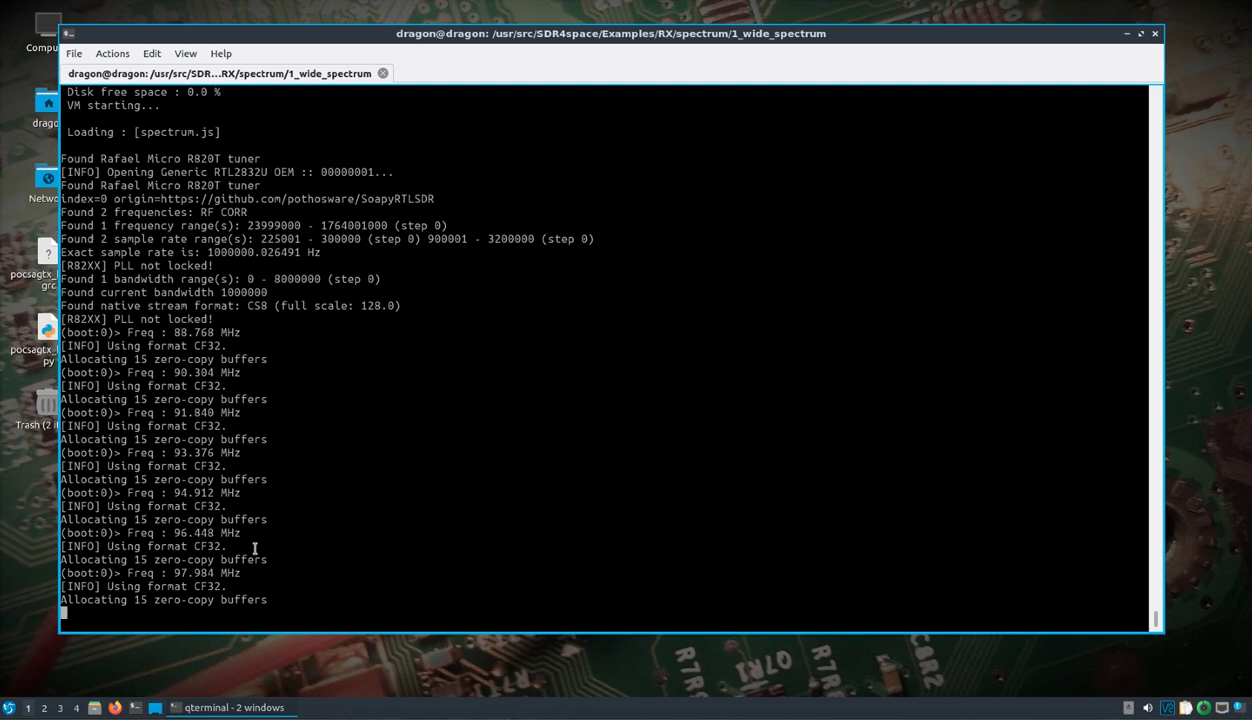 dragon@dragon: /usr/src/SDR4space/Examples/RX/spectrum/1_wide_spectrum
File Actions Edit View Help
dragon@dragon: /usr/src/SDR...RX/spectrum/1_wide_spectrum
Disk free space : 0.0 %
VM starting...
Loading : [spectrum.js]
Found Rafael Micro R820T tuner
[INFO] Opening Generic RTL2832U OEM :: 00000001...
Found Rafael Micro R820T tuner
index=0 origin=https://github.com/pothosware/SoapyRTLSDR
Found 2 frequencies: RF CORR
Found 1 frequency range(s): 23999000 - 1764001000 (step 0)
Found 2 sample rate range(s): 225001 - 300000 (step 0) 900001 - 3200000 (step 0)
Exact sample rate is: 1000000.026491 Hz
[R82XX] PLL not locked!
Found 1 bandwidth range(s): 0 - 8000000 (step 0)
Found current bandwidth 1000000
Found native stream format: CS8 (full scale: 128.0)
[R82XX] PLL not locked!
(boot:0)> Freq : 88.768 MHz
[INFO] Using format CF32.
Allocating 15 zero-copy buffers
(boot:0)> Freq : 90.304 MHz
[INFO] Using format CF32.
Allocating 15 zero-copy buffers
(boot:0)> Freq : 91.840 MHz
[INFO] Using format CF32.
Allocating 15 zero-copy buffers
(boot:0)> Freq : 93.376 MHz
[INFO] Using format CF32.
Allocating 15 zero-copy buffers
(boot:0)> Freq : 94.912 MHz
[INFO] Using format CF32.
Allocating 15 zero-copy buffers
(boot:0)> Freq : 96.448 MHz
[INFO] Using format CF32.
Allocating 15 zero-copy buffers
(boot:0)> Freq : 97.984 MHz
[INFO] Using format CF32.
Allocating 15 zero-copy buffers
Compu
drago
Netwo
pocsagtx_
grc
pocsagtx_
py
Trash (2 i
R7R
R7R
1 2 3 4 qterminal - 2 windows